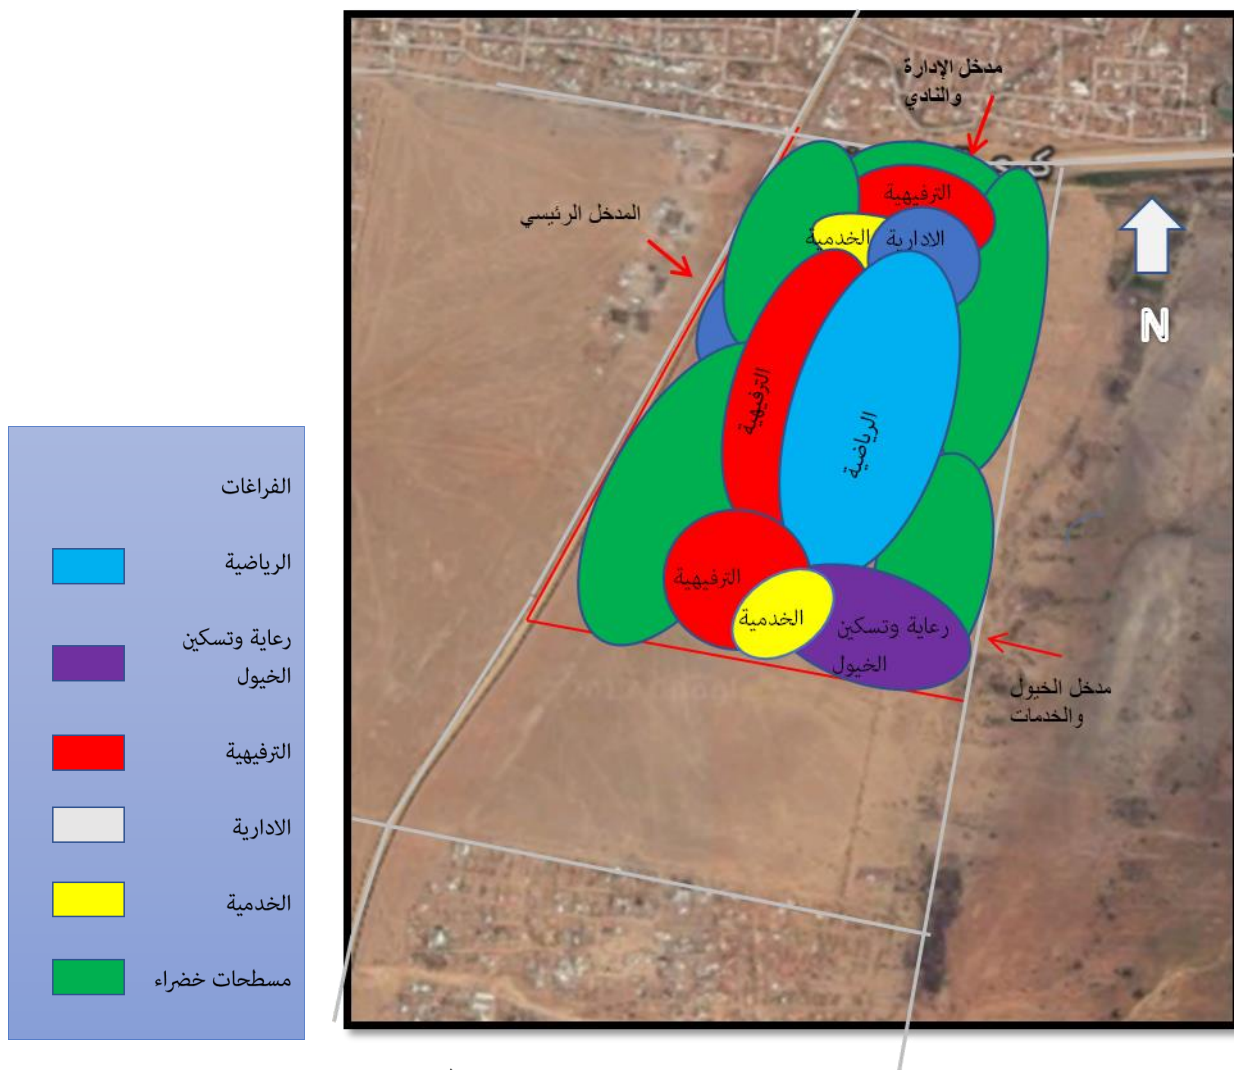 مدخل الإدارة
والنادي
المدخل الرئيسي
الترفيهية
الخدمية
الادارية
الترفيهية
الرياضية
الترفيهية
الخدمية
رعاية وتسكين
الخيول
مدخل الخيول
والخدمات
N
الفراغات
الرياضية
رعاية وتسكين
الخيول
الترفيهية
الادارية
الخدمية
مسطحات خضراء